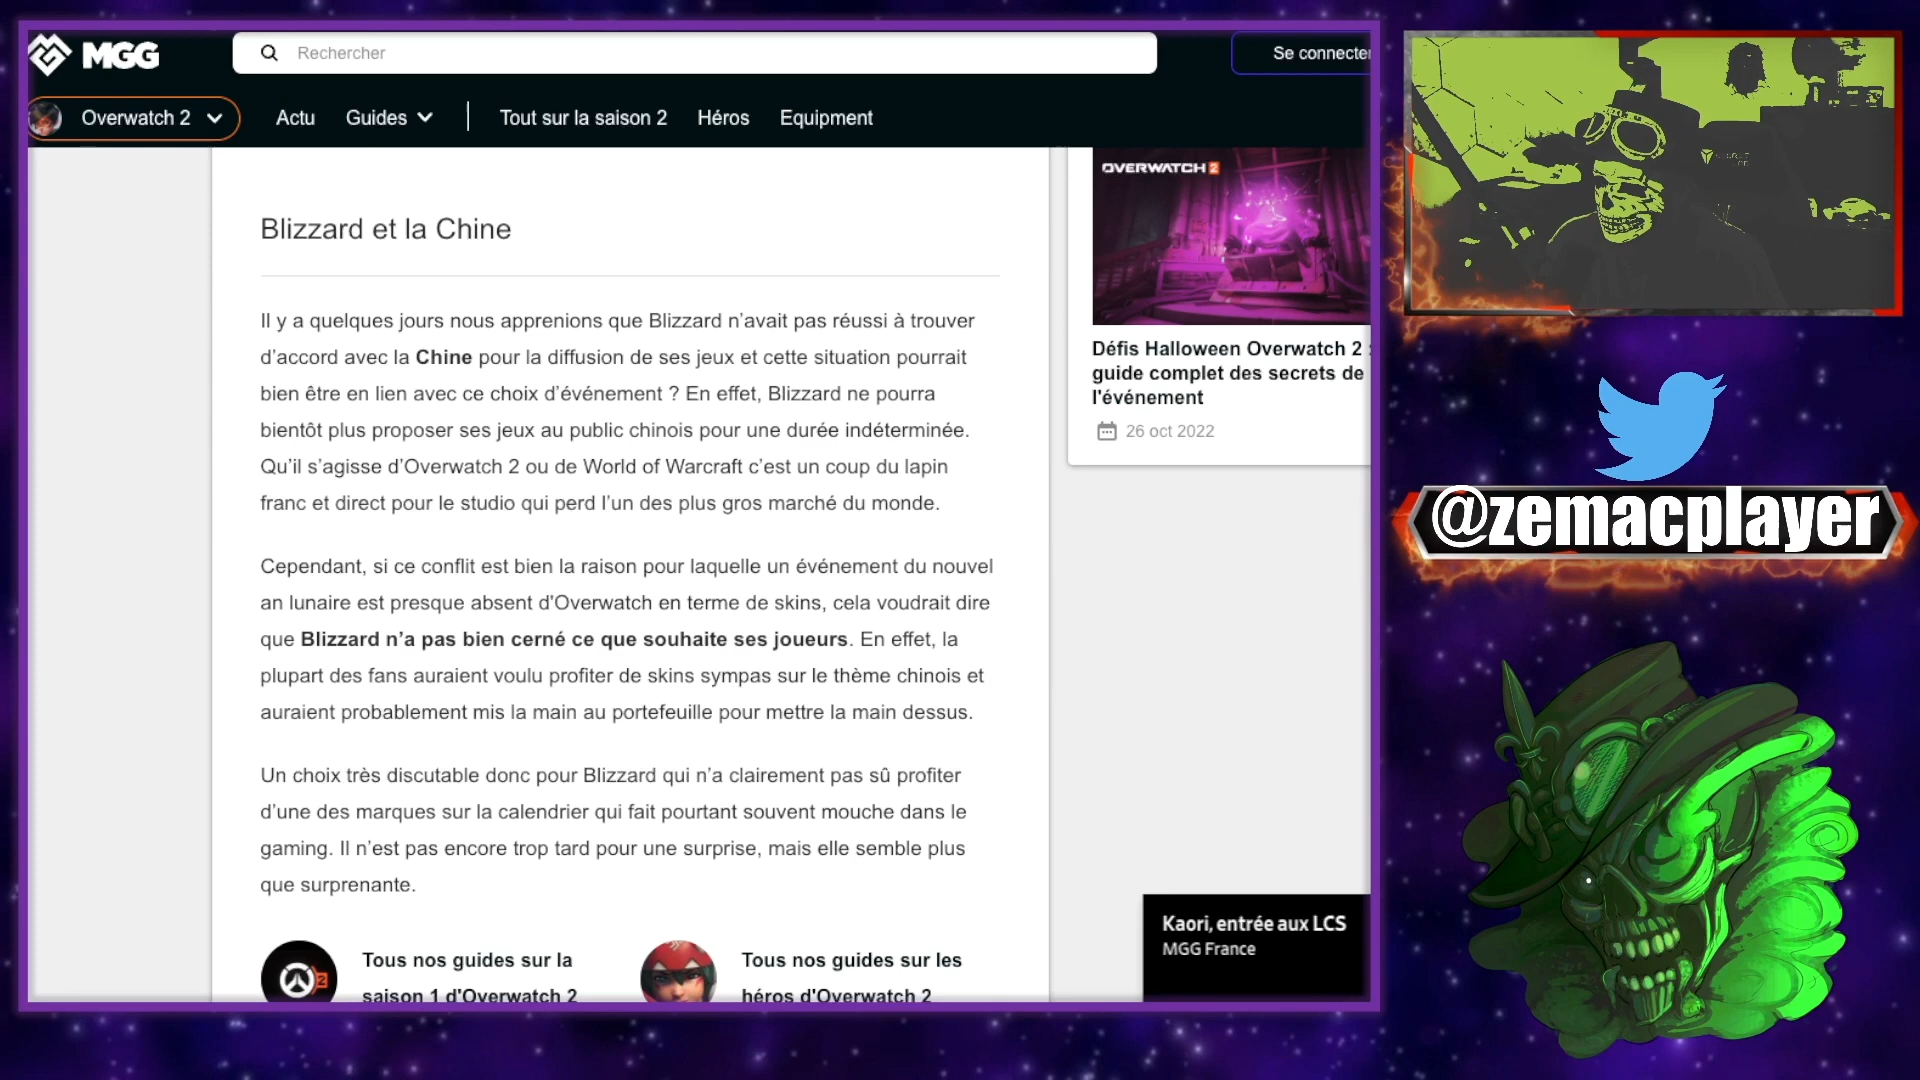 MGG
Rechercher
Se connecter
Overwatch 2
Actu
Guides
Tout sur la saison 2
Héros
Equipment
Blizzard et la Chine
Il y a quelques jours nous apprenions que Blizzard n’avait pas réussi à trouver
d’accord avec la Chine pour la diffusion de ses jeux et cette situation pourrait
bien être en lien avec ce choix d’événement ? En effet, Blizzard ne pourra
bientôt plus proposer ses jeux au public chinois pour une durée indéterminée.
Qu’il s’agisse d’Overwatch 2 ou de World of Warcraft c’est un coup du lapin
franc et direct pour le studio qui perd l’un des plus gros marché du monde.
Cependant, si ce conflit est bien la raison pour laquelle un événement du nouvel
an lunaire est presque absent d'Overwatch en terme de skins, cela voudrait dire
que Blizzard n’a pas bien cerné ce que souhaite ses joueurs. En effet, la
plupart des fans auraient voulu profiter de skins sympas sur le thème chinois et
auraient probablement mis la main au portefeuille pour mettre la main dessus.
Un choix très discutable donc pour Blizzard qui n’a clairement pas sû profiter
d’une des marques sur la calendrier qui fait pourtant souvent mouche dans le
gaming. Il n’est pas encore trop tard pour une surprise, mais elle semble plus
que surprenante.
Tous nos guides sur la
saison 1 d'Overwatch 2
Tous nos guides sur les
héros d'Overwatch 2
OVERWATCH 2
Défis Halloween Overwatch 2 :
guide complet des secrets de
l'événement
26 oct 2022
Kaori, entrée aux LCS
MGG France
@zemacplayer